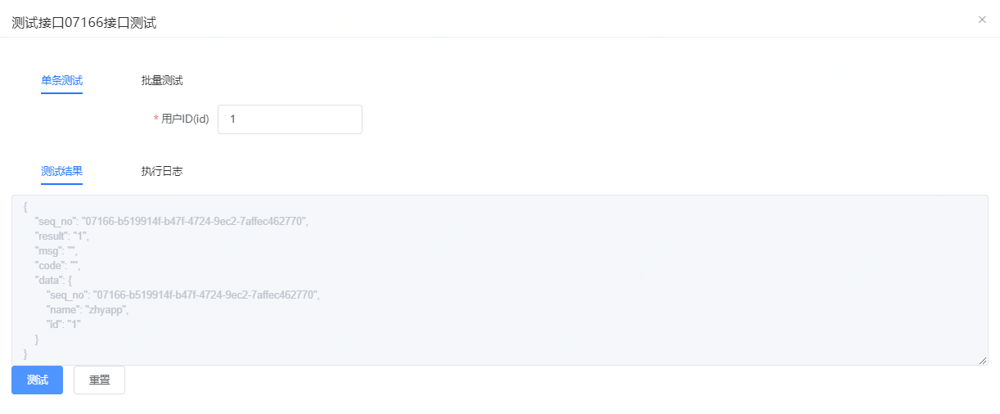 测试接口07166接口测试
单条测试 批量测试
* 用户ID(id) 1
测试结果 执行日志
{
"seq_no": "07166-b519914f-b47f-4724-9ec2-7affec462770",
"result": "1",
"msg": "",
"code": "",
"data": {
"seq_no": "07166-b519914f-b47f-4724-9ec2-7affec462770",
"name": "zhyapp",
"id": "1"
}
}
测试 重置